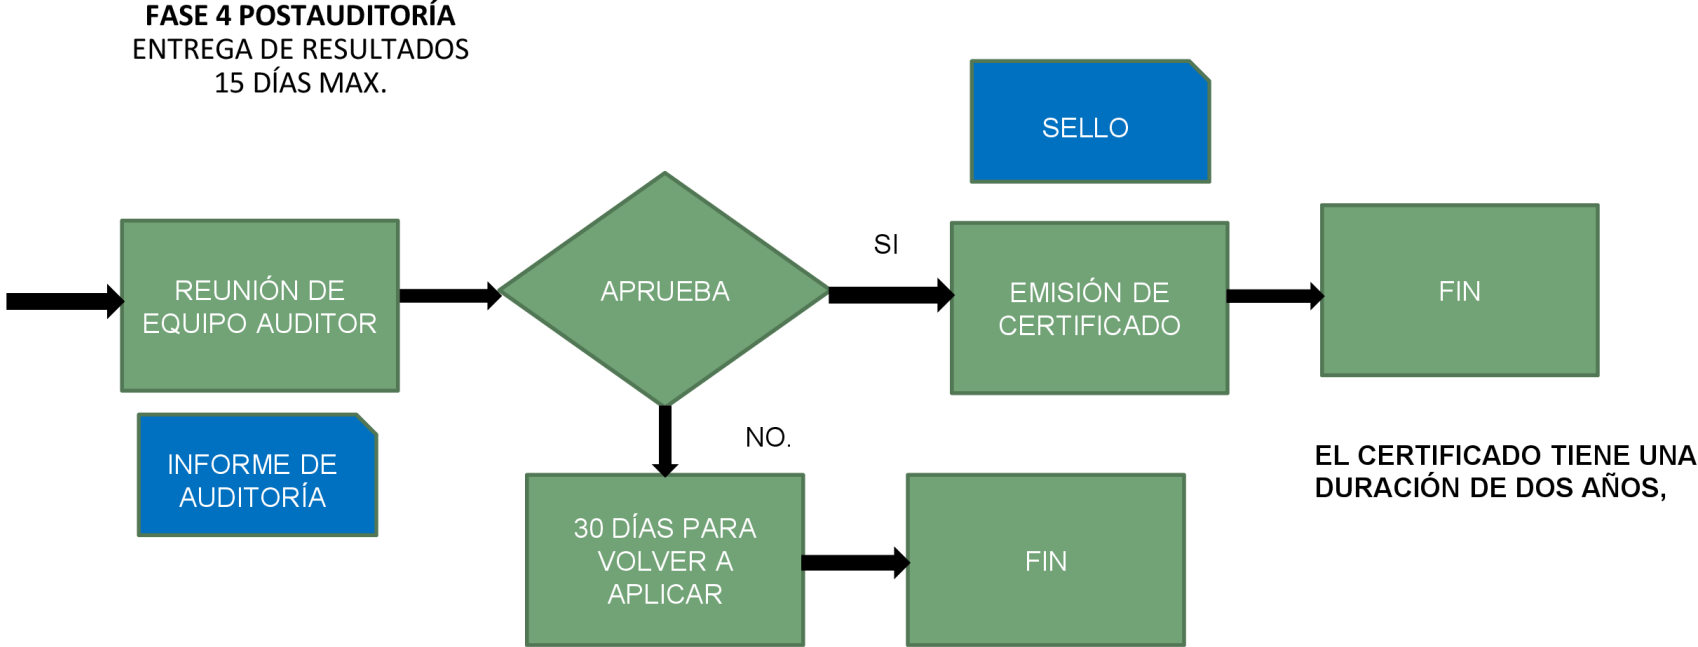 FASE 4 POSTAUDITORÍA
ENTREGA DE RESULTADOS
15 DÍAS MAX.
SELLO
REUNIÓN DE
EQUIPO AUDITOR
APRUEBA
SI
EMISIÓN DE
CERTIFICADO
FIN
INFORME DE
AUDITORÍA
NO.
30 DÍAS PARA
VOLVER A
APLICAR
FIN
EL CERTIFICADO TIENE UNA
DURACIÓN DE DOS AÑOS,